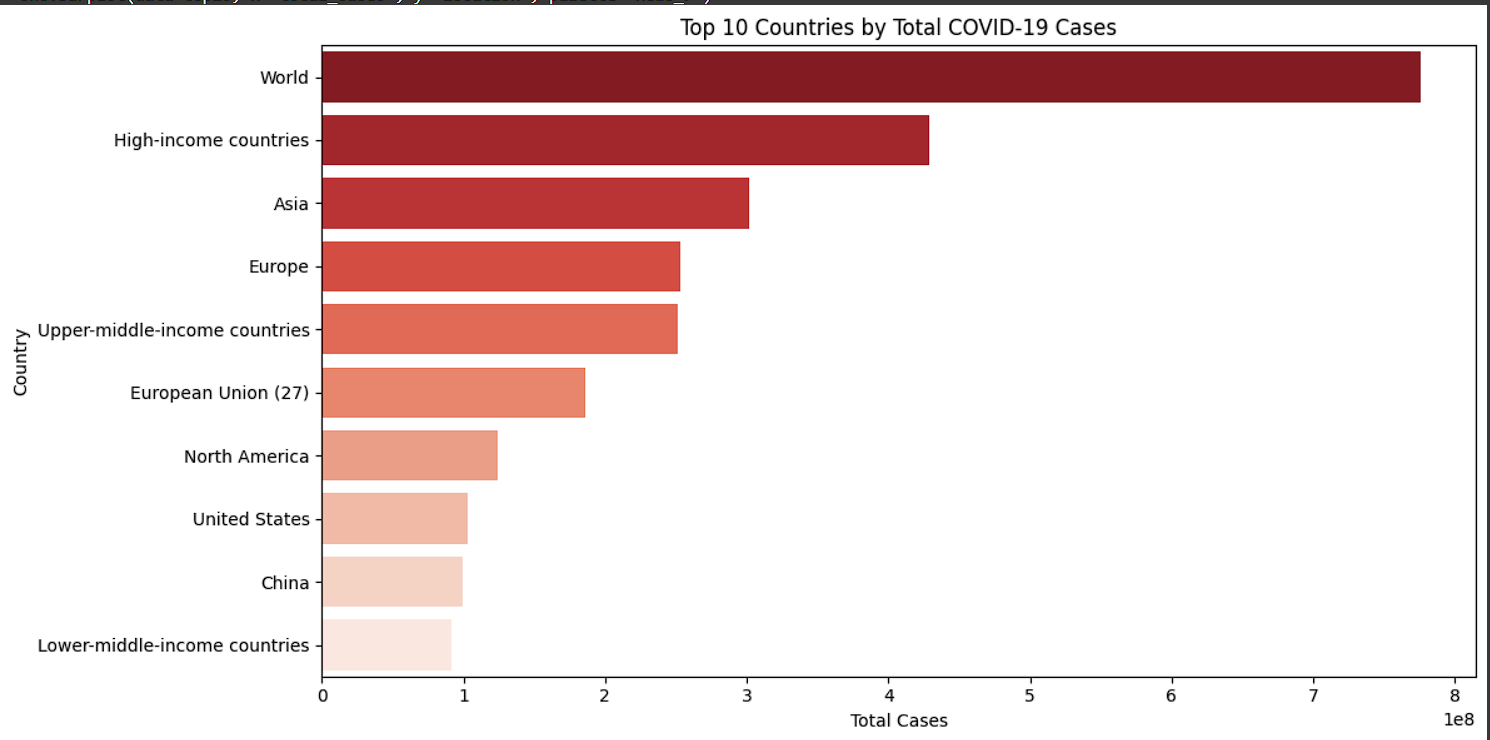 Top 10 Countries by Total COVID-19 Cases
World
High-income countries
Asia
Europe
Upper-middle-income countries
European Union (27)
North America
United States
China
Lower-middle-income countries
Country
0 1 2 3 4 5 6 7 8
1e8
Total Cases